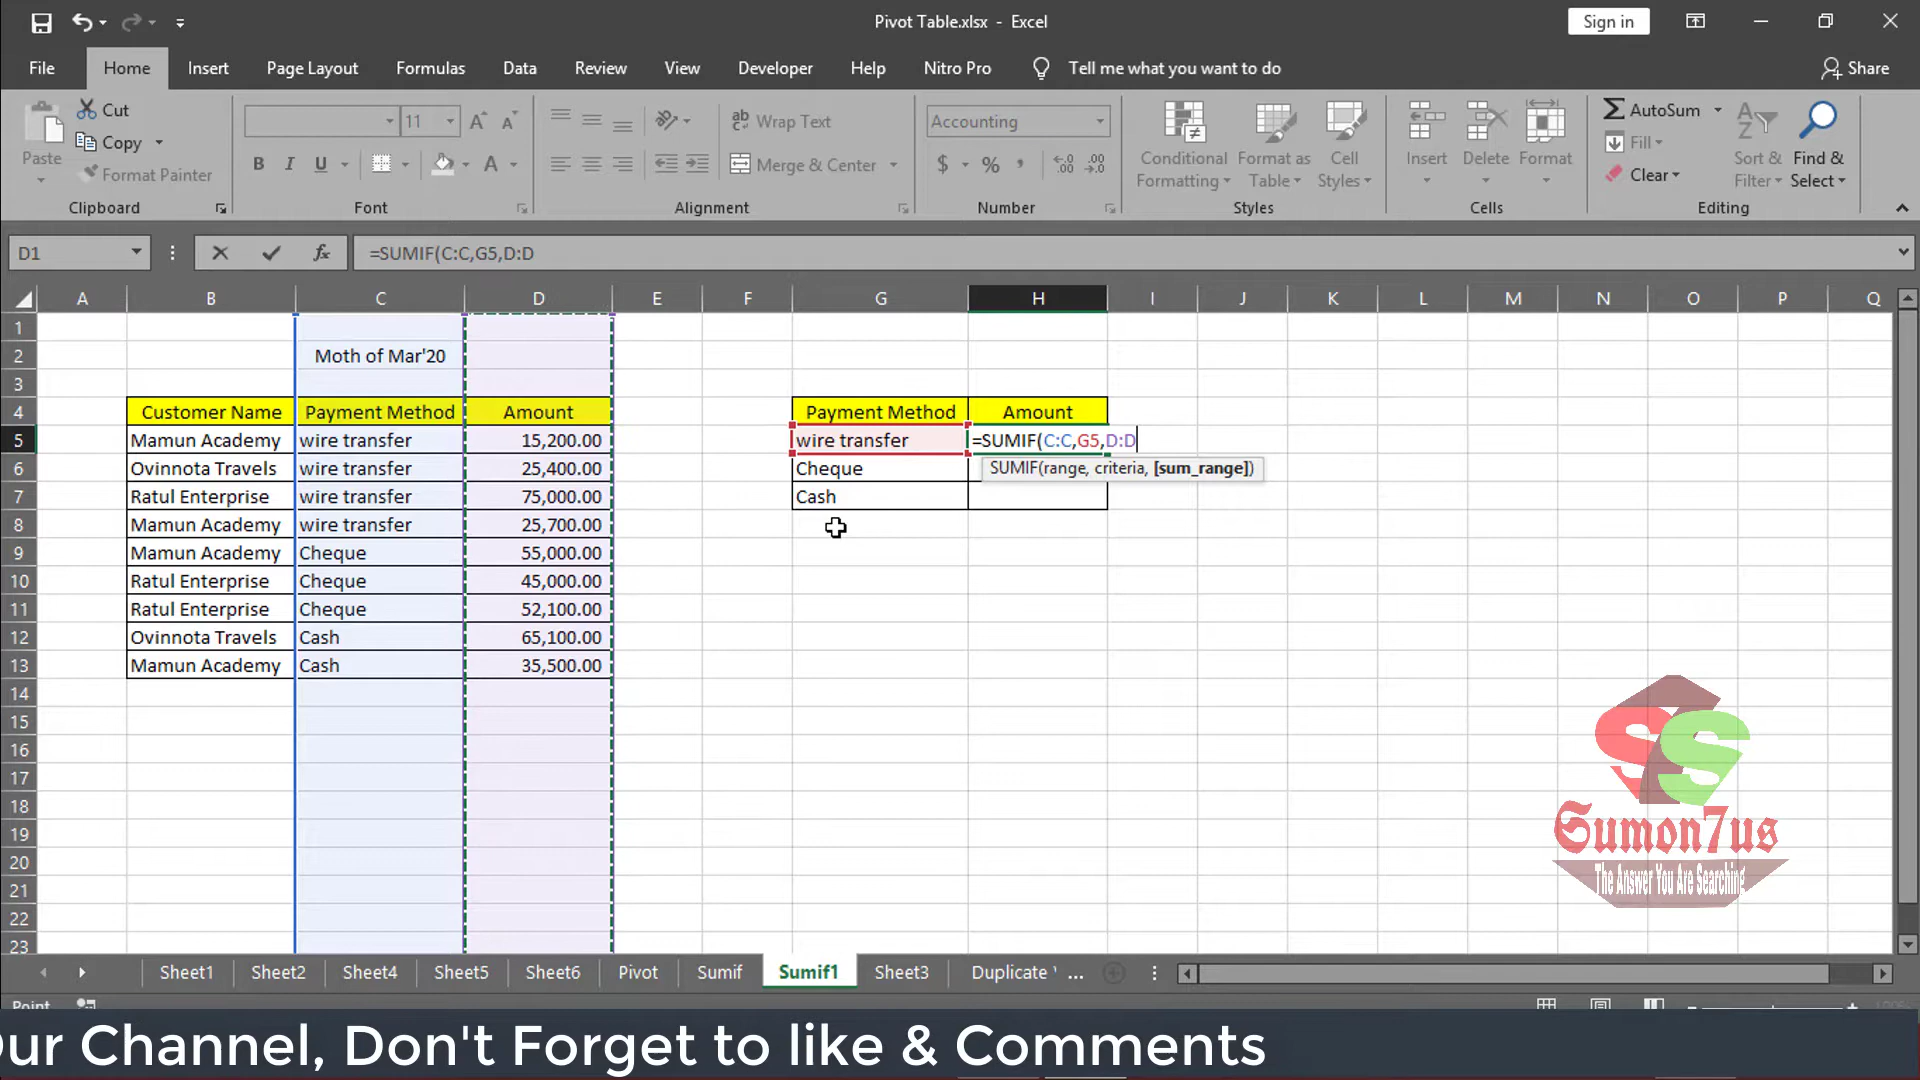 Pivot Table.xlsx - Excel
Sign in
File Home Insert Page Layout Formulas Data Review View Developer Help Nitro Pro Tell me what you want to do Share
Paste Cut Copy Format Painter Clipboard
11 B I U A Font
ab Wrap Text Merge & Center Alignment
Accounting $ % , Number
Conditional Formatting Format as Table Cell Styles Styles
Insert Delete Format Cells
AutoSum Fill Clear Sort & Filter Find & Select Editing
D1 fx =SUMIF(C:C,G5,D:D
A B C D E F G H I J K L M N O P Q
1
2 Moth of Mar'20
3
4 Customer Name Payment Method Amount Payment Method Amount
5 Mamun Academy wire transfer 15,200.00 wire transfer =SUMIF(C:C,G5,D:D
6 Ovinnota Travels wire transfer 25,400.00 Cheque SUMIF(range, criteria, [sum_range])
7 Ratul Enterprise wire transfer 75,000.00 Cash
8 Mamun Academy wire transfer 25,700.00
9 Mamun Academy Cheque 55,000.00
10 Ratul Enterprise Cheque 45,000.00
11 Ratul Enterprise Cheque 52,100.00
12 Ovinnota Travels Cash 65,100.00
13 Mamun Academy Cash 35,500.00
14
15
16
17
18
19
20
21
22
23
SS
Sumon7us
The Answer You Are Searching
Sheet1 Sheet2 Sheet4 Sheet5 Sheet6 Pivot Sumif Sumif1 Sheet3 Duplicate ...
Point
ur Channel, Don't Forget to like & Comments